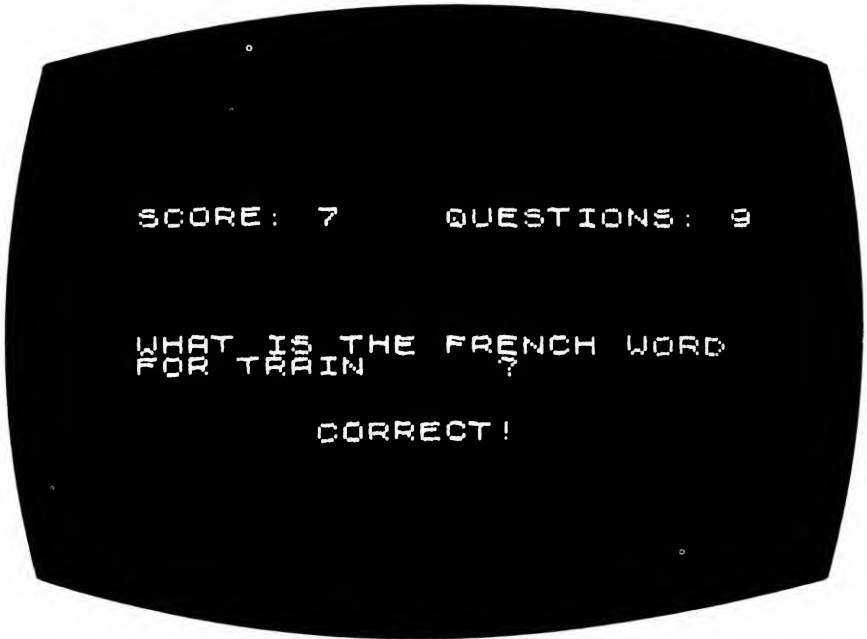 SCORE: 7 QUESTIONS: 9
WHAT IS THE FRENCH WORD
FOR TRAIN ?
CORRECT!